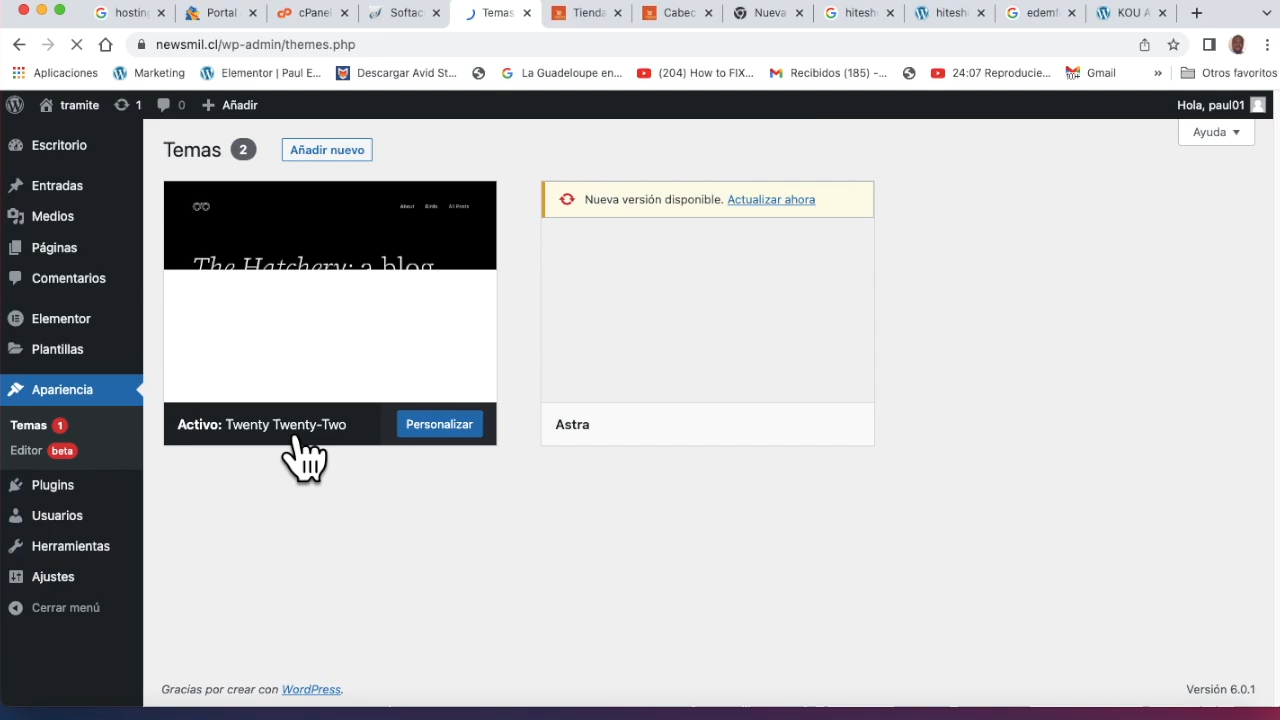 hosting
Portal
cPanel
Softac
Temas
Tienda
Cabec
Nueva
hitesh
hitesh
edemf
KOU A
newsmil.cl/wp-admin/themes.php
Aplicaciones
Marketing
Elementor | Paul E...
Descargar Avid St...
La Guadeloupe en...
(204) How to FIX...
Recibidos (185) -...
24:07 Reproducie...
Gmail
»
Otros favoritos
tramite
1
0
Añadir
Hola, paul01
Escritorio
Entradas
Medios
Páginas
Comentarios
Elementor
Plantillas
Apariencia
Temas 1
Editor beta
Plugins
Usuarios
Herramientas
Ajustes
Cerrar menú
Temas 2
Añadir nuevo
Ayuda
About
The Hatchery: a blog
Activo: Twenty Twenty-Two
Personalizar
Nueva versión disponible. Actualizar ahora
Astra
Gracias por crear con WordPress.
Versión 6.0.1